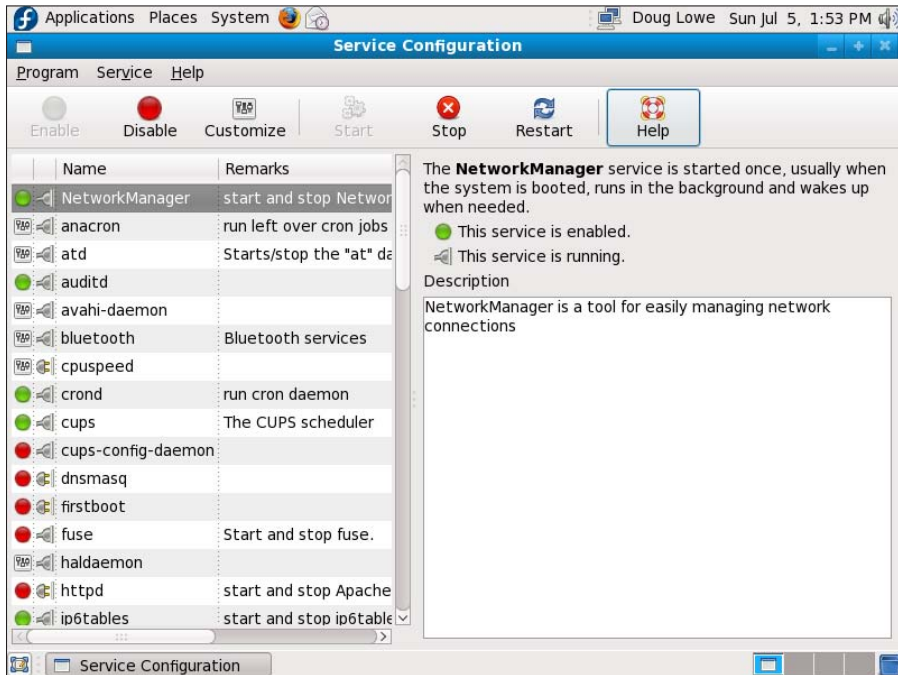 Applications Places System Doug Lowe Sun Jul 5, 1:53 PM
Service Configuration
Program Service Help
Enable Disable Customize Start Stop Restart Help
Name Remarks
NetworkManager start and stop Networ
anacron run left over cron jobs
atd Starts/stop the "at" da
auditd
avahi-daemon
bluetooth Bluetooth services
cpuspeed
crond run cron daemon
cups The CUPS scheduler
cups-config-daemon
dnsmasq
firstboot
fuse Start and stop fuse.
haldaemon
httpd start and stop Apache
ip6tables start and stop ip6table
The NetworkManager service is started once, usually when
the system is booted, runs in the background and wakes up
when needed.
This service is enabled.
This service is running.
Description
NetworkManager is a tool for easily managing network
connections
Service Configuration